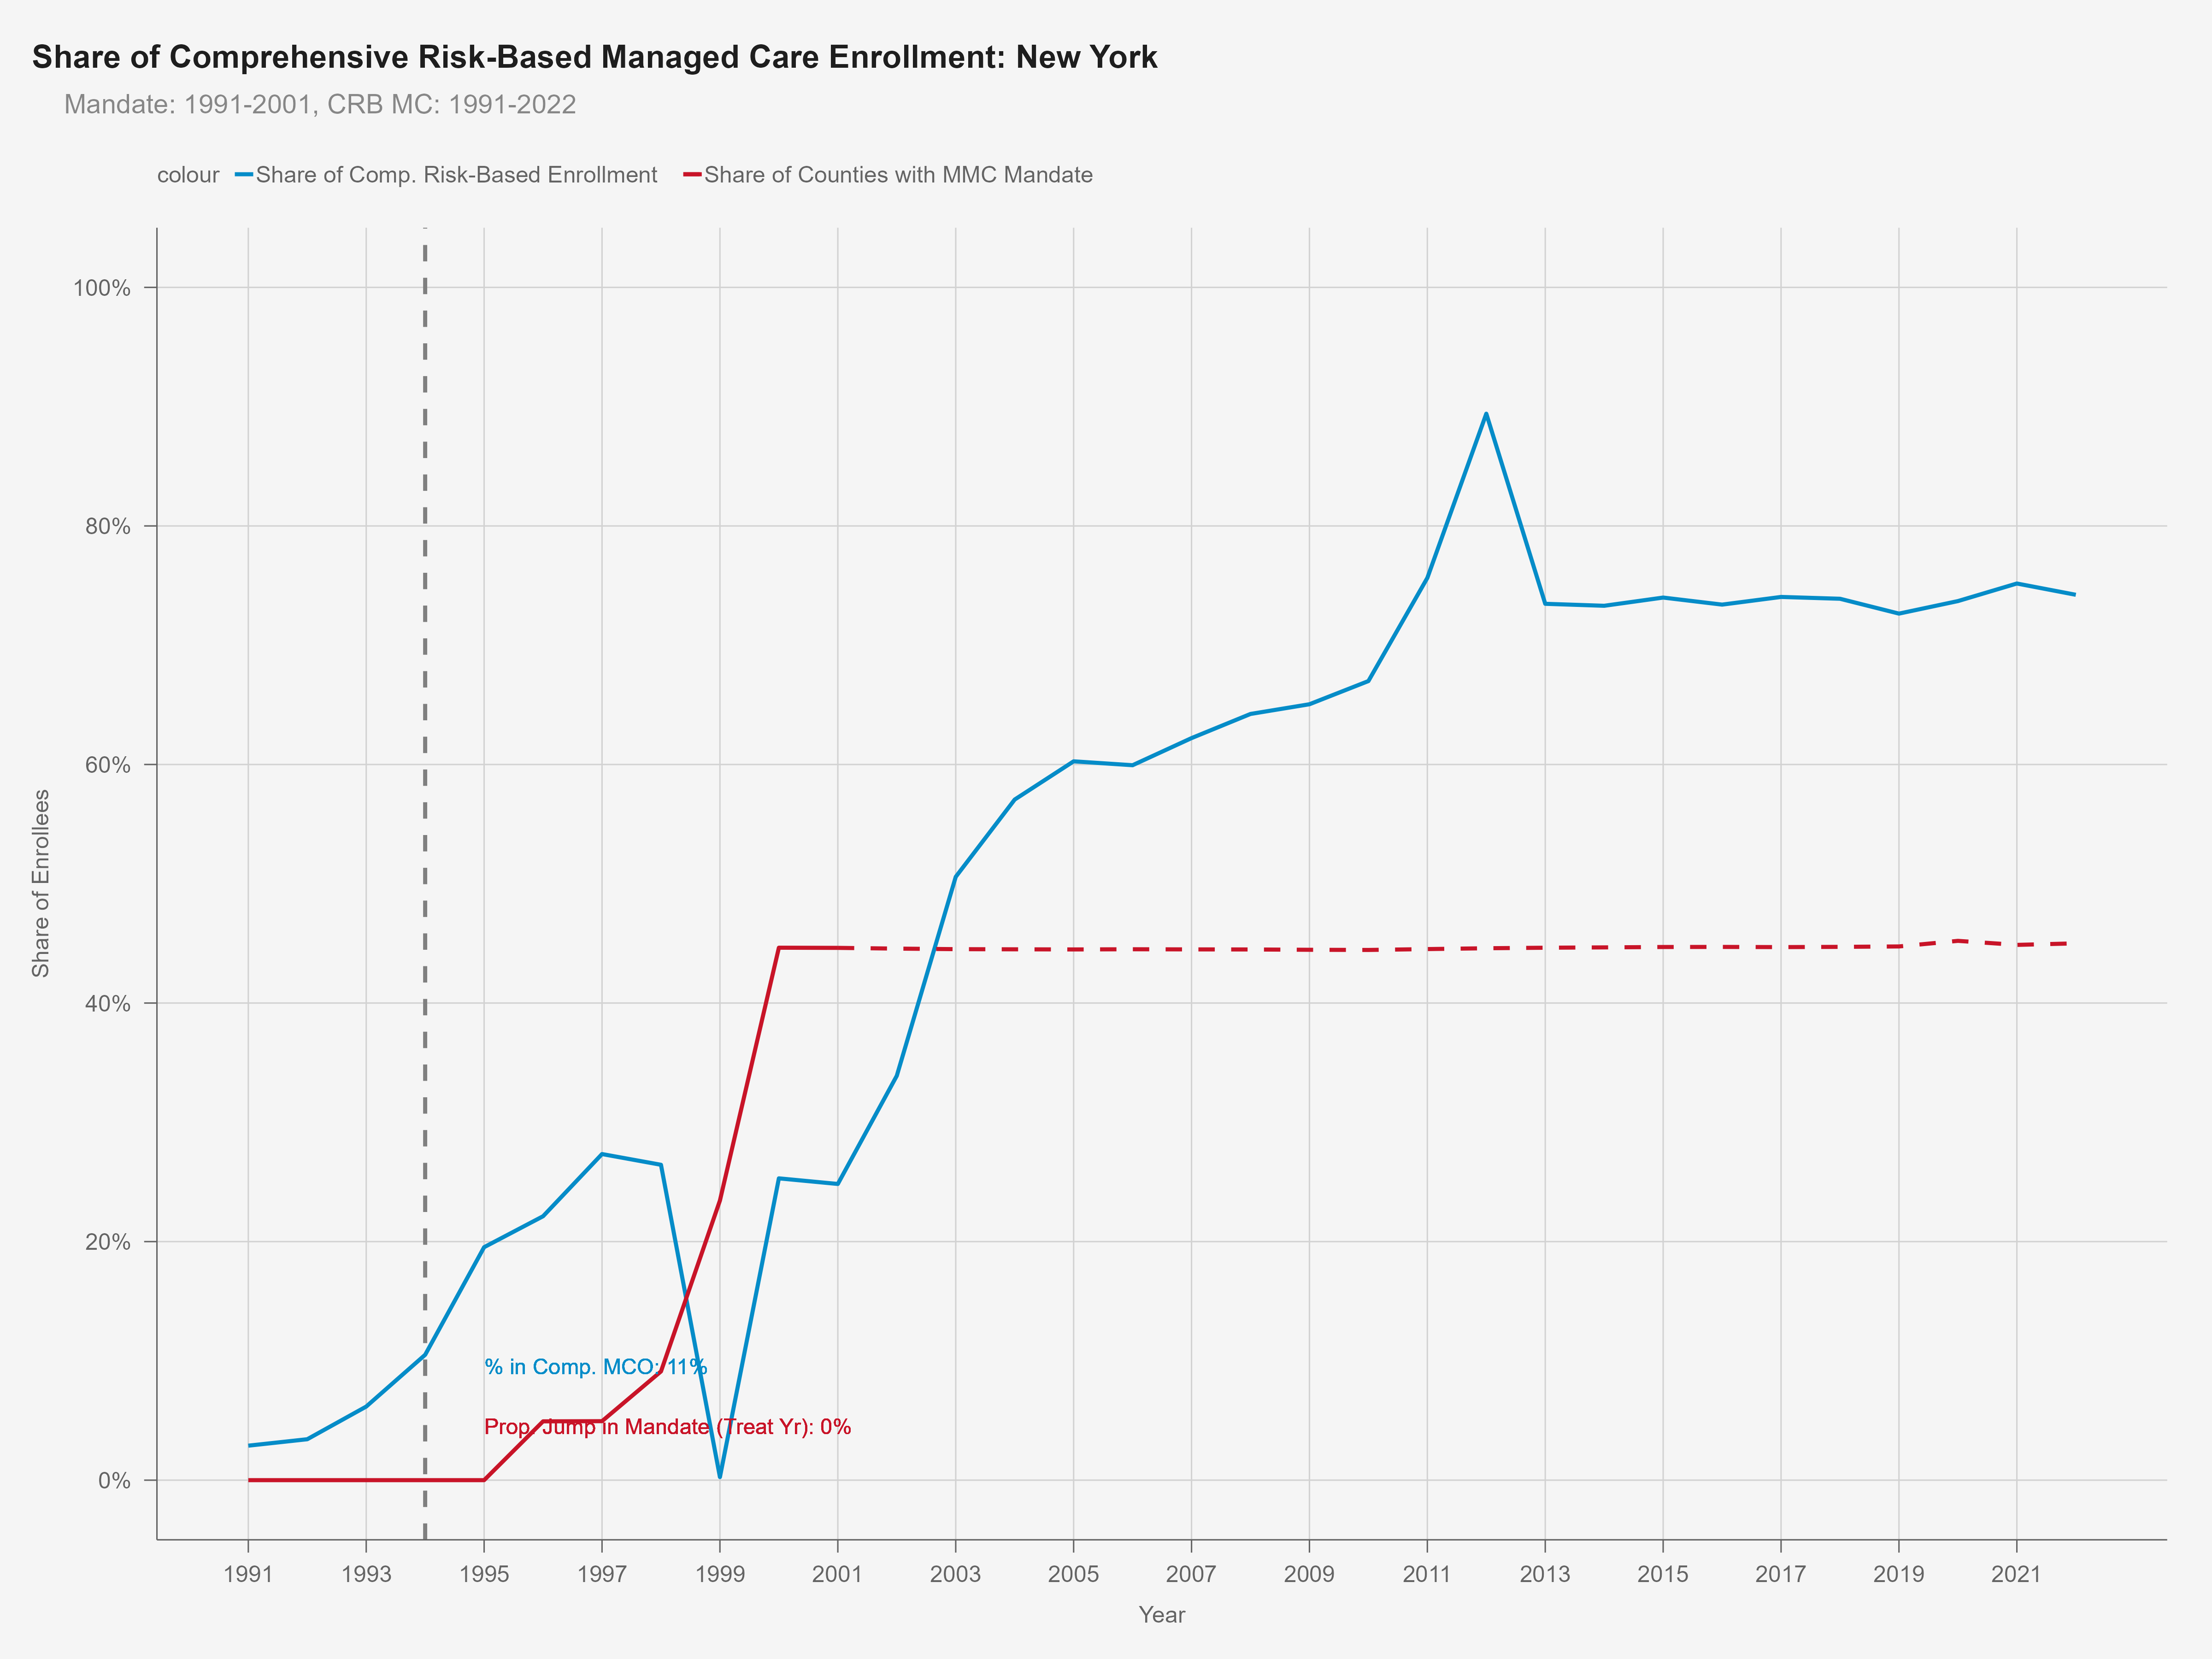 Share of Comprehensive Risk-Based Managed Care Enrollment: New York
Mandate: 1991-2001, CRB MC: 1991-2022
colour Share of Comp. Risk-Based Enrollment Share of Counties with MMC Mandate
100%
80%
60%
40%
20%
0%
Share of Enrollees
% in Comp. MCO: 11%
Prop. Jump in Mandate (Treat Yr): 0%
1991 1993 1995 1997 1999 2001 2003 2005 2007 2009 2011 2013 2015 2017 2019 2021
Year